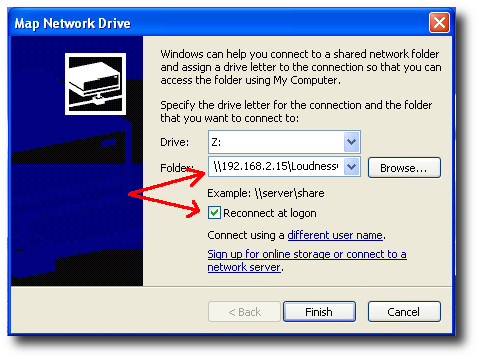 Map Network Drive
Windows can help you connect to a shared network folder
and assign a drive letter to the connection so that you can
access the folder using My Computer.
Specify the drive letter for the connection and the folder
that you want to connect to:
Drive: Z:
Folder: \\192.168.2.15\Loudness
Browse...
Example: \\server\share
Reconnect at logon
Connect using a different user name.
Sign up for online storage or connect to a
network server.
< Back
Finish
Cancel